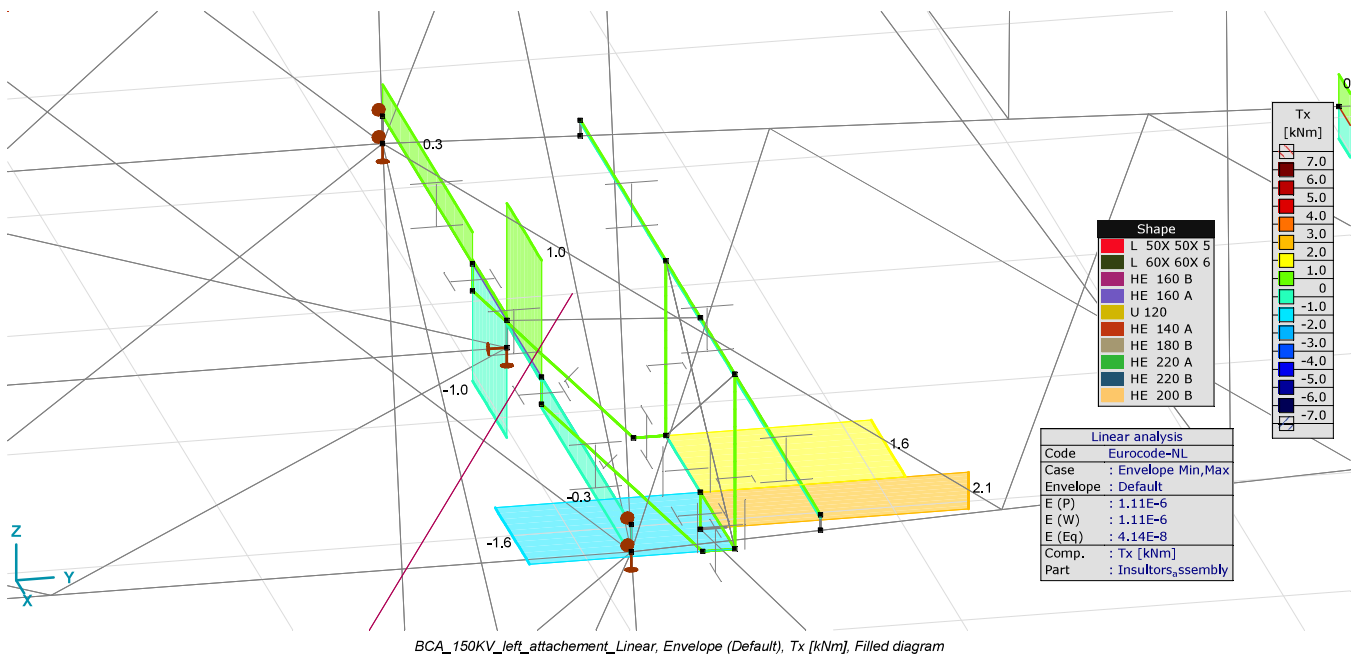 0
Tx
[kNm]
7.0
6.0
5.0
4.0
3.0
2.0
1.0
0
-1.0
-2.0
-3.0
-4.0
-5.0
-6.0
-7.0
0.3
1.0
-1.0
-0.3
-1.6
1.6
2.1
Shape
L 50X 50X 5
L 60X 60X 6
HE 160 B
HE 160 A
U 120
HE 140 A
HE 180 B
HE 220 A
HE 220 B
HE 200 B
Linear analysis
Code Eurocode-NL
Case : Envelope Min,Max
Envelope : Default
E (P) : 1.11E-6
E (W) : 1.11E-6
E (Eq) : 4.14E-8
Comp. : Tx [kNm]
Part : Insultors_assembly
Z
Y
X
BCA_150KV_left_attachement_Linear, Envelope (Default), Tx [kNm], Filled diagram